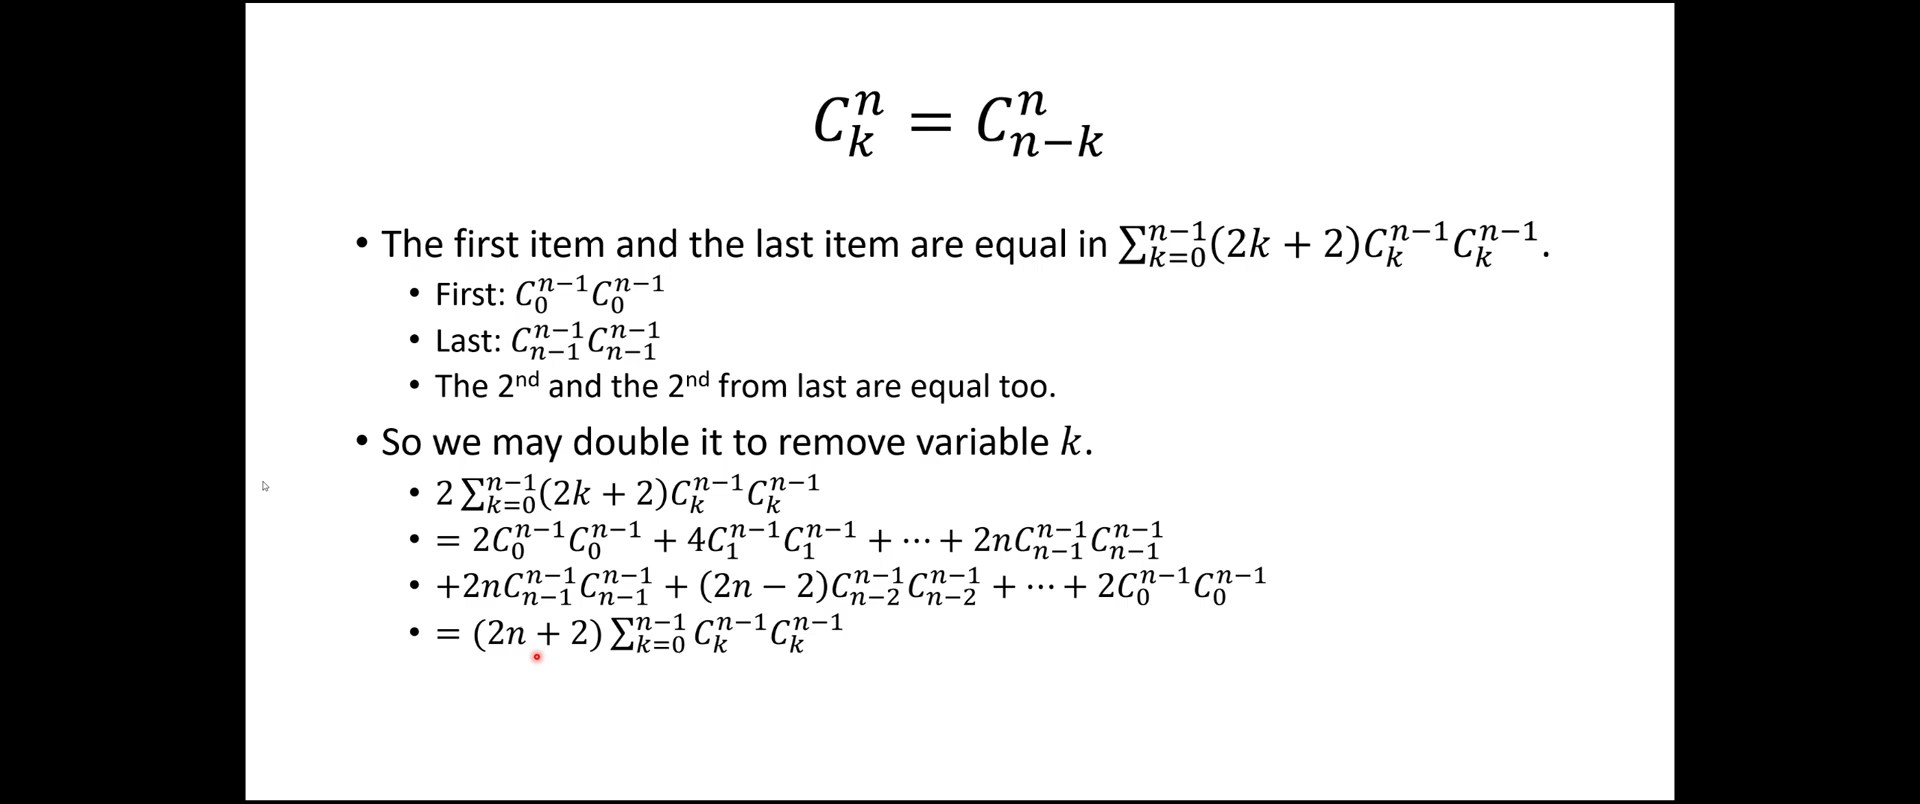 $C_k^n = C_{n-k}^n$
• The first item and the last item are equal in $\sum_{k=0}^{n-1}(2k+2)C_k^{n-1}C_k^{n-1}$.
• First: $C_0^{n-1}C_0^{n-1}$
• Last: $C_{n-1}^{n-1}C_{n-1}^{n-1}$
• The 2nd and the 2nd from last are equal too.
• So we may double it to remove variable $k$.
• $2\sum_{k=0}^{n-1}(2k+2)C_k^{n-1}C_k^{n-1}$
• $= 2C_0^{n-1}C_0^{n-1} + 4C_1^{n-1}C_1^{n-1} + \cdots + 2nC_{n-1}^{n-1}C_{n-1}^{n-1}$
• $+2nC_{n-1}^{n-1}C_{n-1}^{n-1} + (2n-2)C_{n-2}^{n-1}C_{n-2}^{n-1} + \cdots + 2C_0^{n-1}C_0^{n-1}$
• $= (2n+2)\sum_{k=0}^{n-1}C_k^{n-1}C_k^{n-1}$